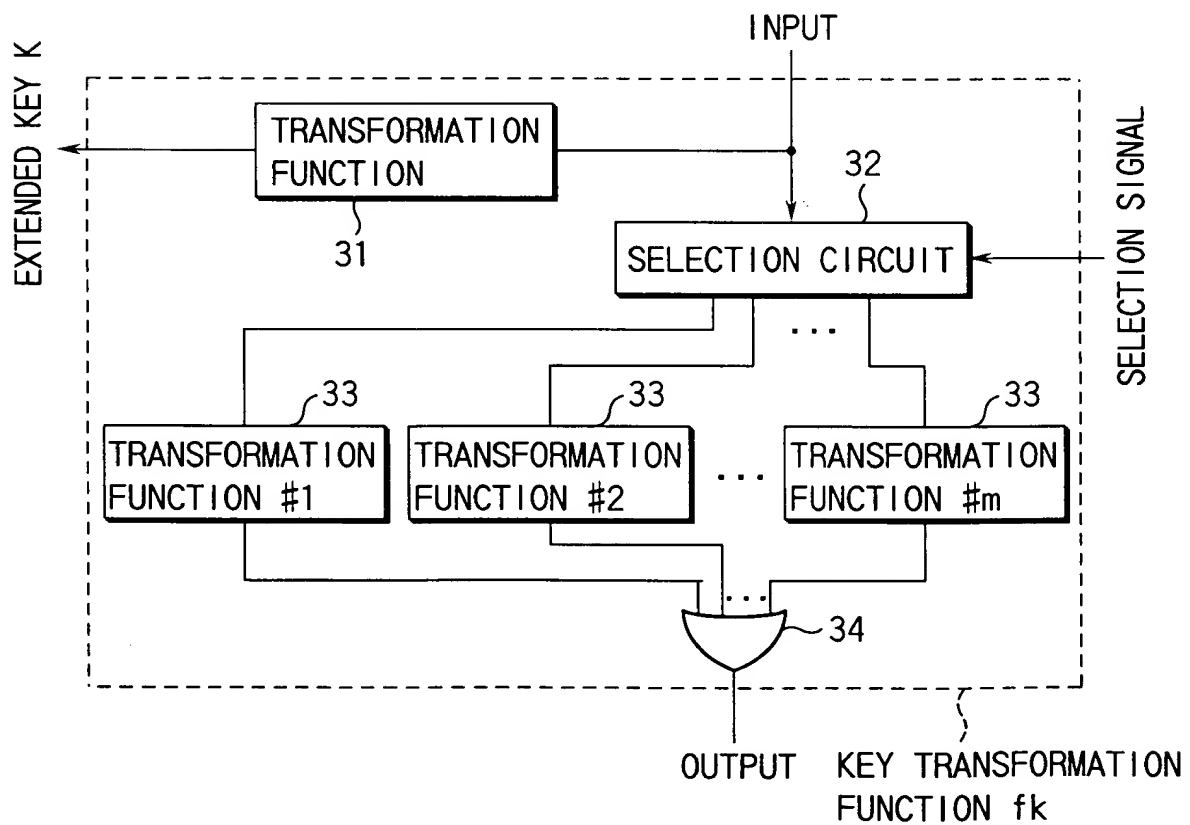 INPUT
EXTENDED KEY K
TRANSFORMATION
FUNCTION
31
32
SELECTION CIRCUIT
SELECTION SIGNAL
...
33
33
33
TRANSFORMATION
FUNCTION #1
TRANSFORMATION
FUNCTION #2
...
TRANSFORMATION
FUNCTION #m
...
34
OUTPUT
KEY TRANSFORMATION
FUNCTION fk